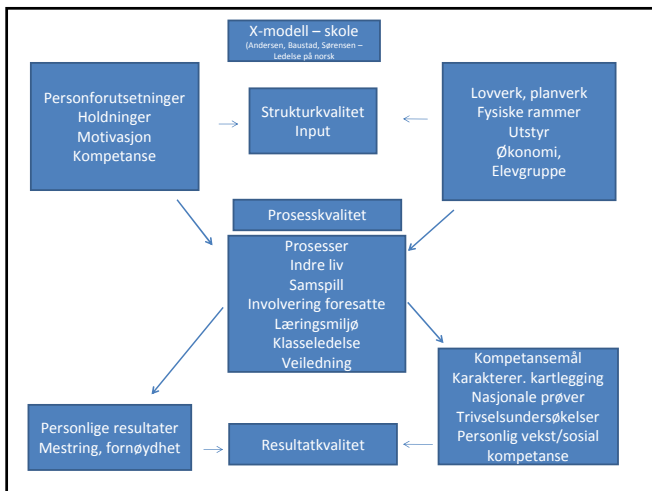 X-modell – skole
(Andersen, Baustad, Sørensen –
Ledelse på norsk
Personforutsetninger
Holdninger
Motivasjon
Kompetanse
Strukturkvalitet
Input
Lovverk, planverk
Fysiske rammer
Utstyr
Økonomi,
Elevgruppe
Prosesskvalitet
Prosesser
Indre liv
Samspill
Involvering foresatte
Læringsmiljø
Klasseledelse
Veiledning
Personlige resultater
Mestring, fornøydhet
Resultatkvalitet
Kompetansemål
Karakterer. kartlegging
Nasjonale prøver
Trivselsundersøkelser
Personlig vekst/sosial
kompetanse